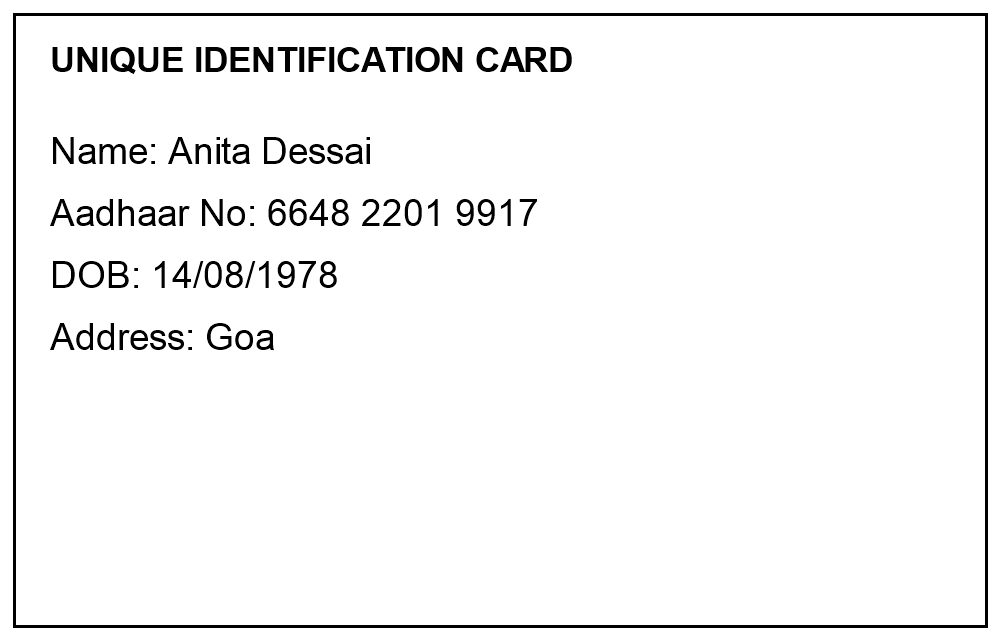 UNIQUE IDENTIFICATION CARD
Name: Anita Dessai
Aadhaar No: 6648 2201 9917
DOB: 14/08/1978
Address: Goa